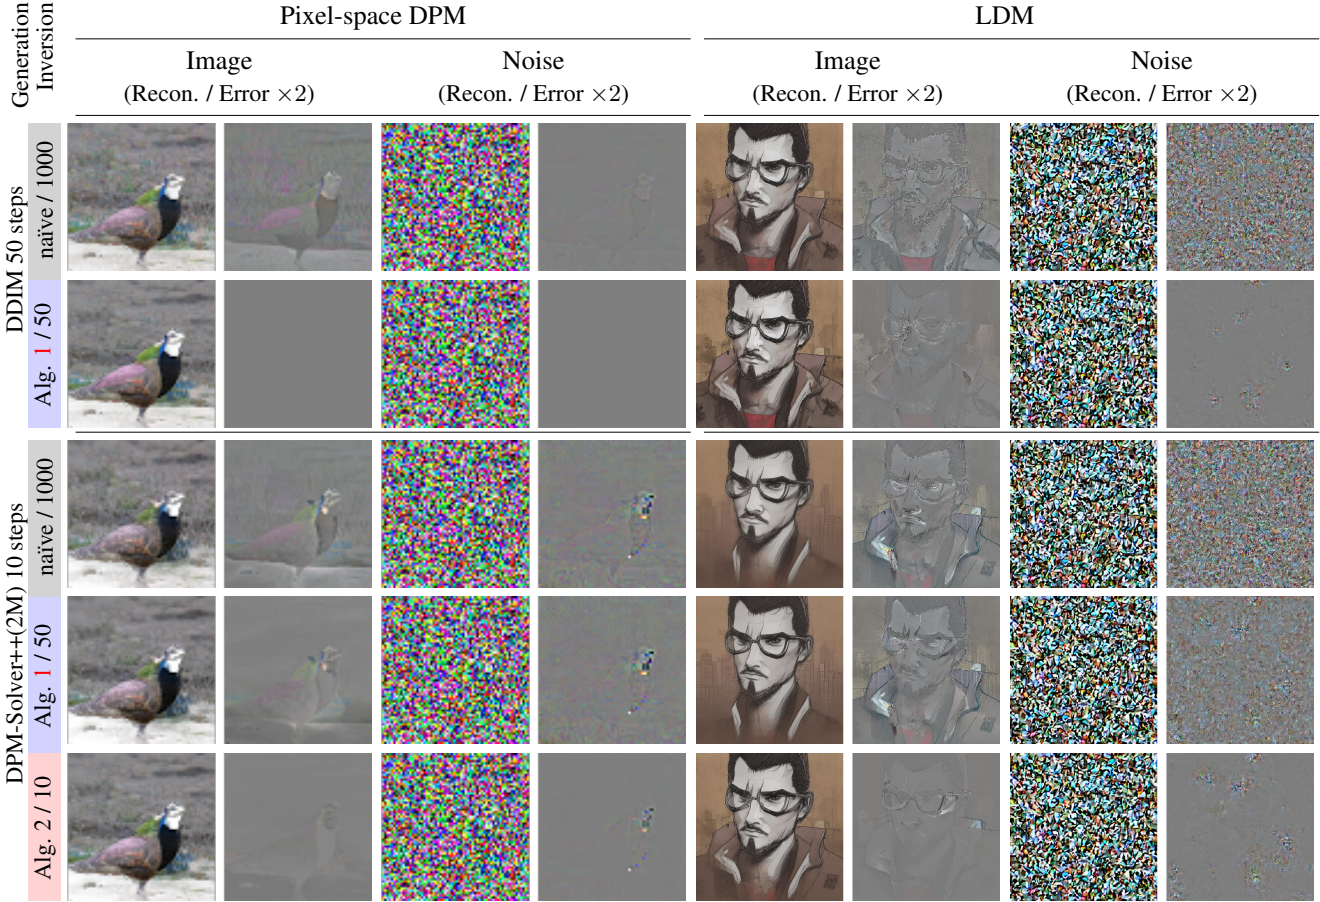 Pixel-space DPM
LDM
Generation
Inversion
Image
(Recon. / Error ×2)
Noise
(Recon. / Error ×2)
Image
(Recon. / Error ×2)
Noise
(Recon. / Error ×2)
DDIM 50 steps
naïve / 1000
Alg. 1 / 50
DPM-Solver++(2M) 10 steps
naïve / 1000
Alg. 1 / 50
Alg. 2 / 10